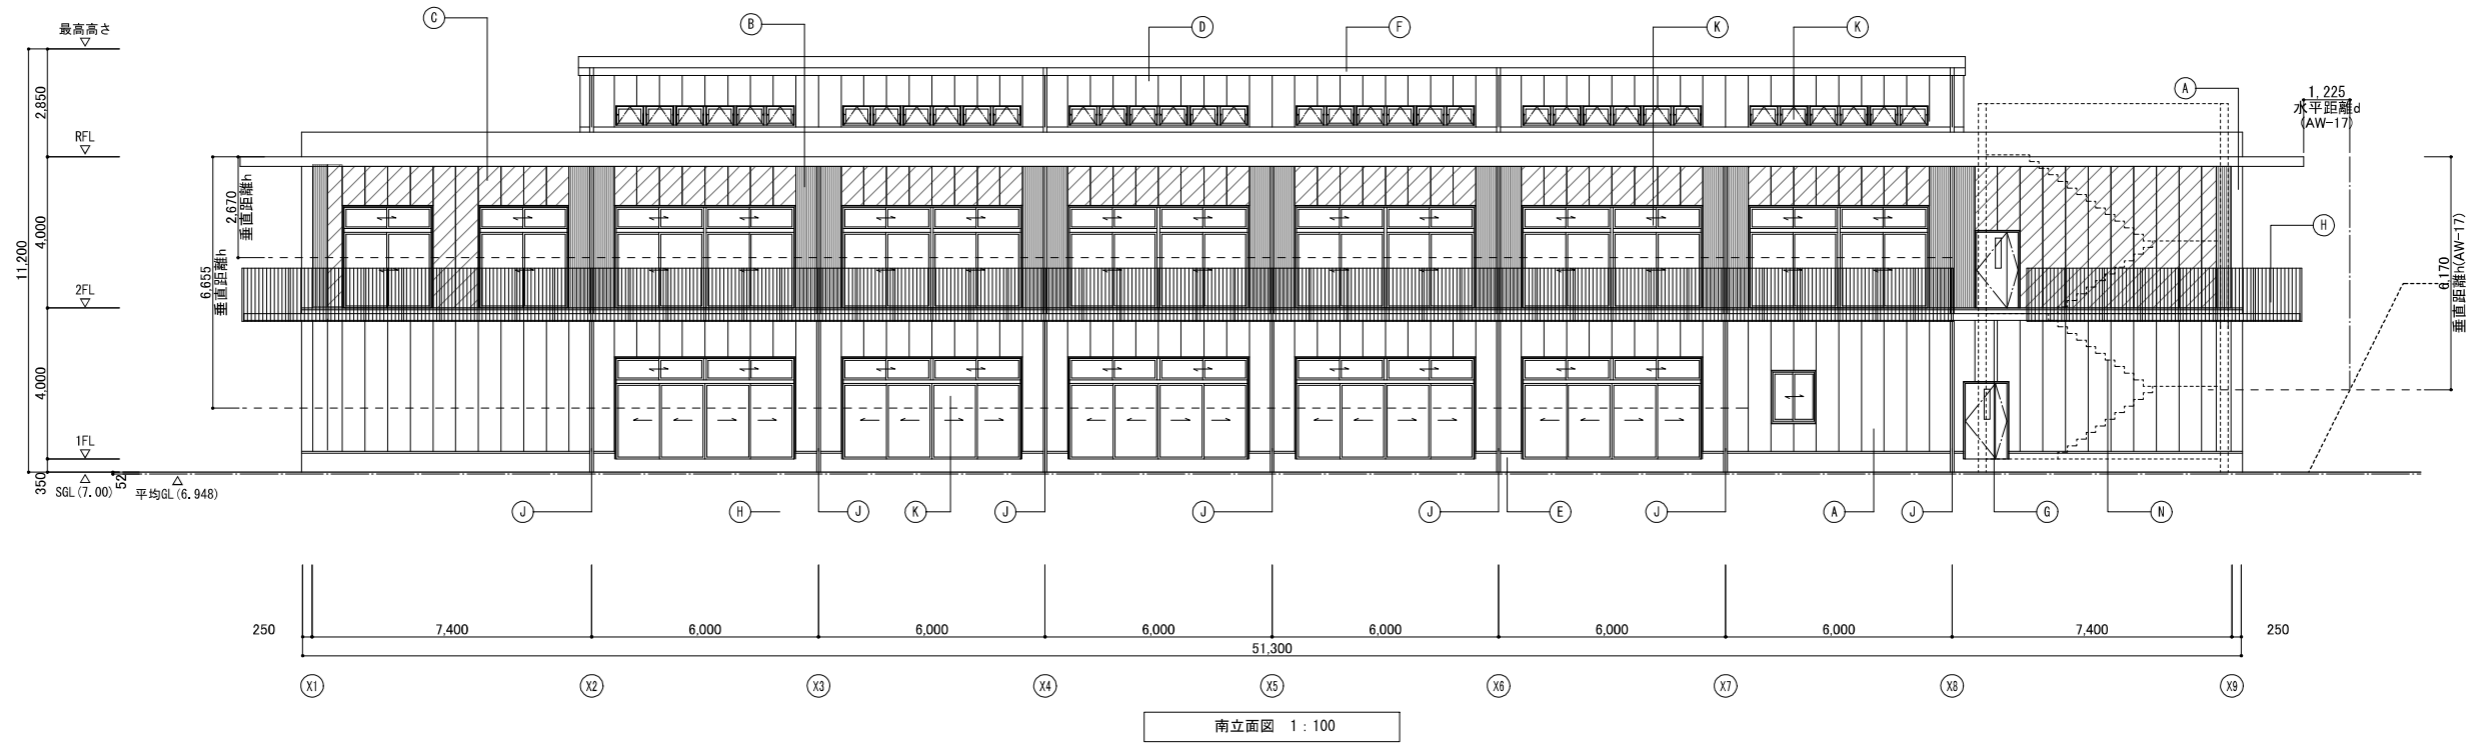 C
B
D
F
K
K
A
H
最高高さ
2,850
RFL
4,000
11,200
2FL
4,000
1FL
350
SGL(7.00)
52
平均GL(6.948)
2,670
垂直距離h
6,655
垂直距離h
1,225
水平距離d
(AW-17)
6,170
垂直距離h(AW-17)
J
H
J
K
J
J
J
E
J
A
J
G
N
250
7,400
6,000
6,000
6,000
6,000
6,000
6,000
7,400
250
51,300
X1
X2
X3
X4
X5
X6
X7
X8
X9
南立面図 1:100